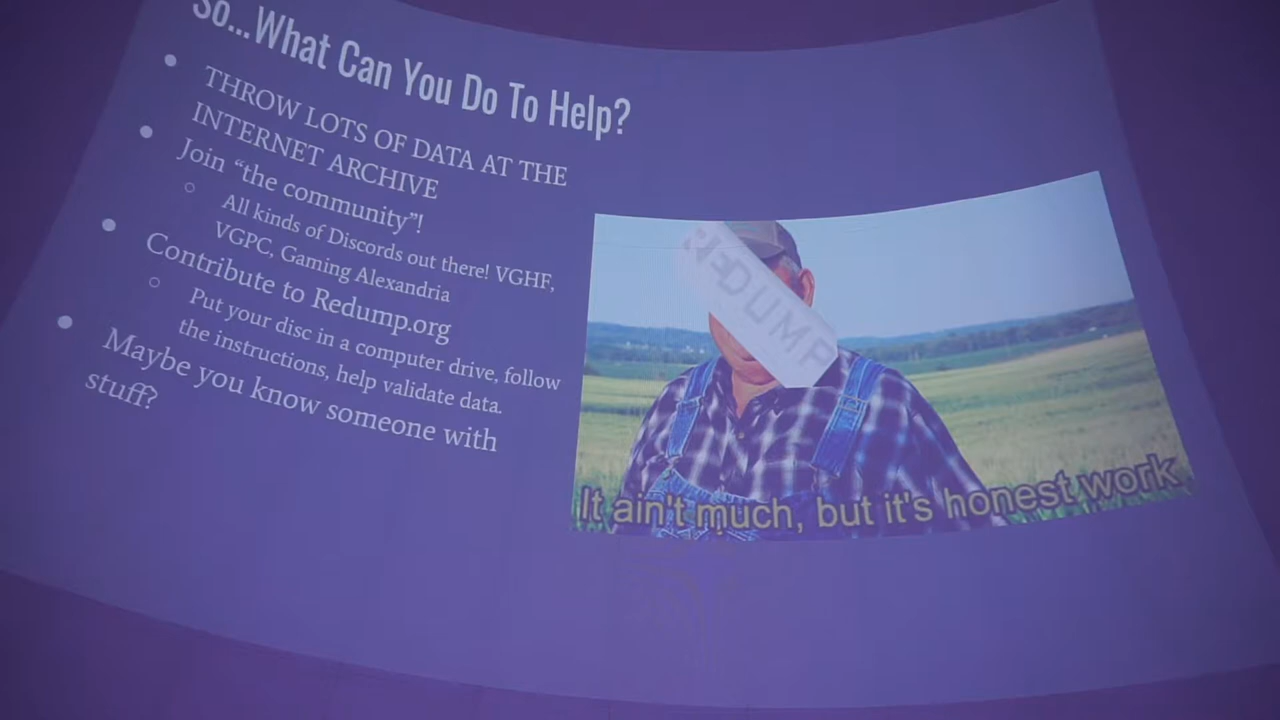 So...What Can You Do To Help?
● THROW LOTS OF DATA AT THE
INTERNET ARCHIVE
● Join “the community”!
○ All kinds of Discords out there! VGHF,
VGPC, Gaming Alexandria
● Contribute to Redump.org
○ Put your disc in a computer drive, follow
the instructions, help validate data.
● Maybe you know someone with
stuff?
REDUMP
It ain't much, but it's honest work